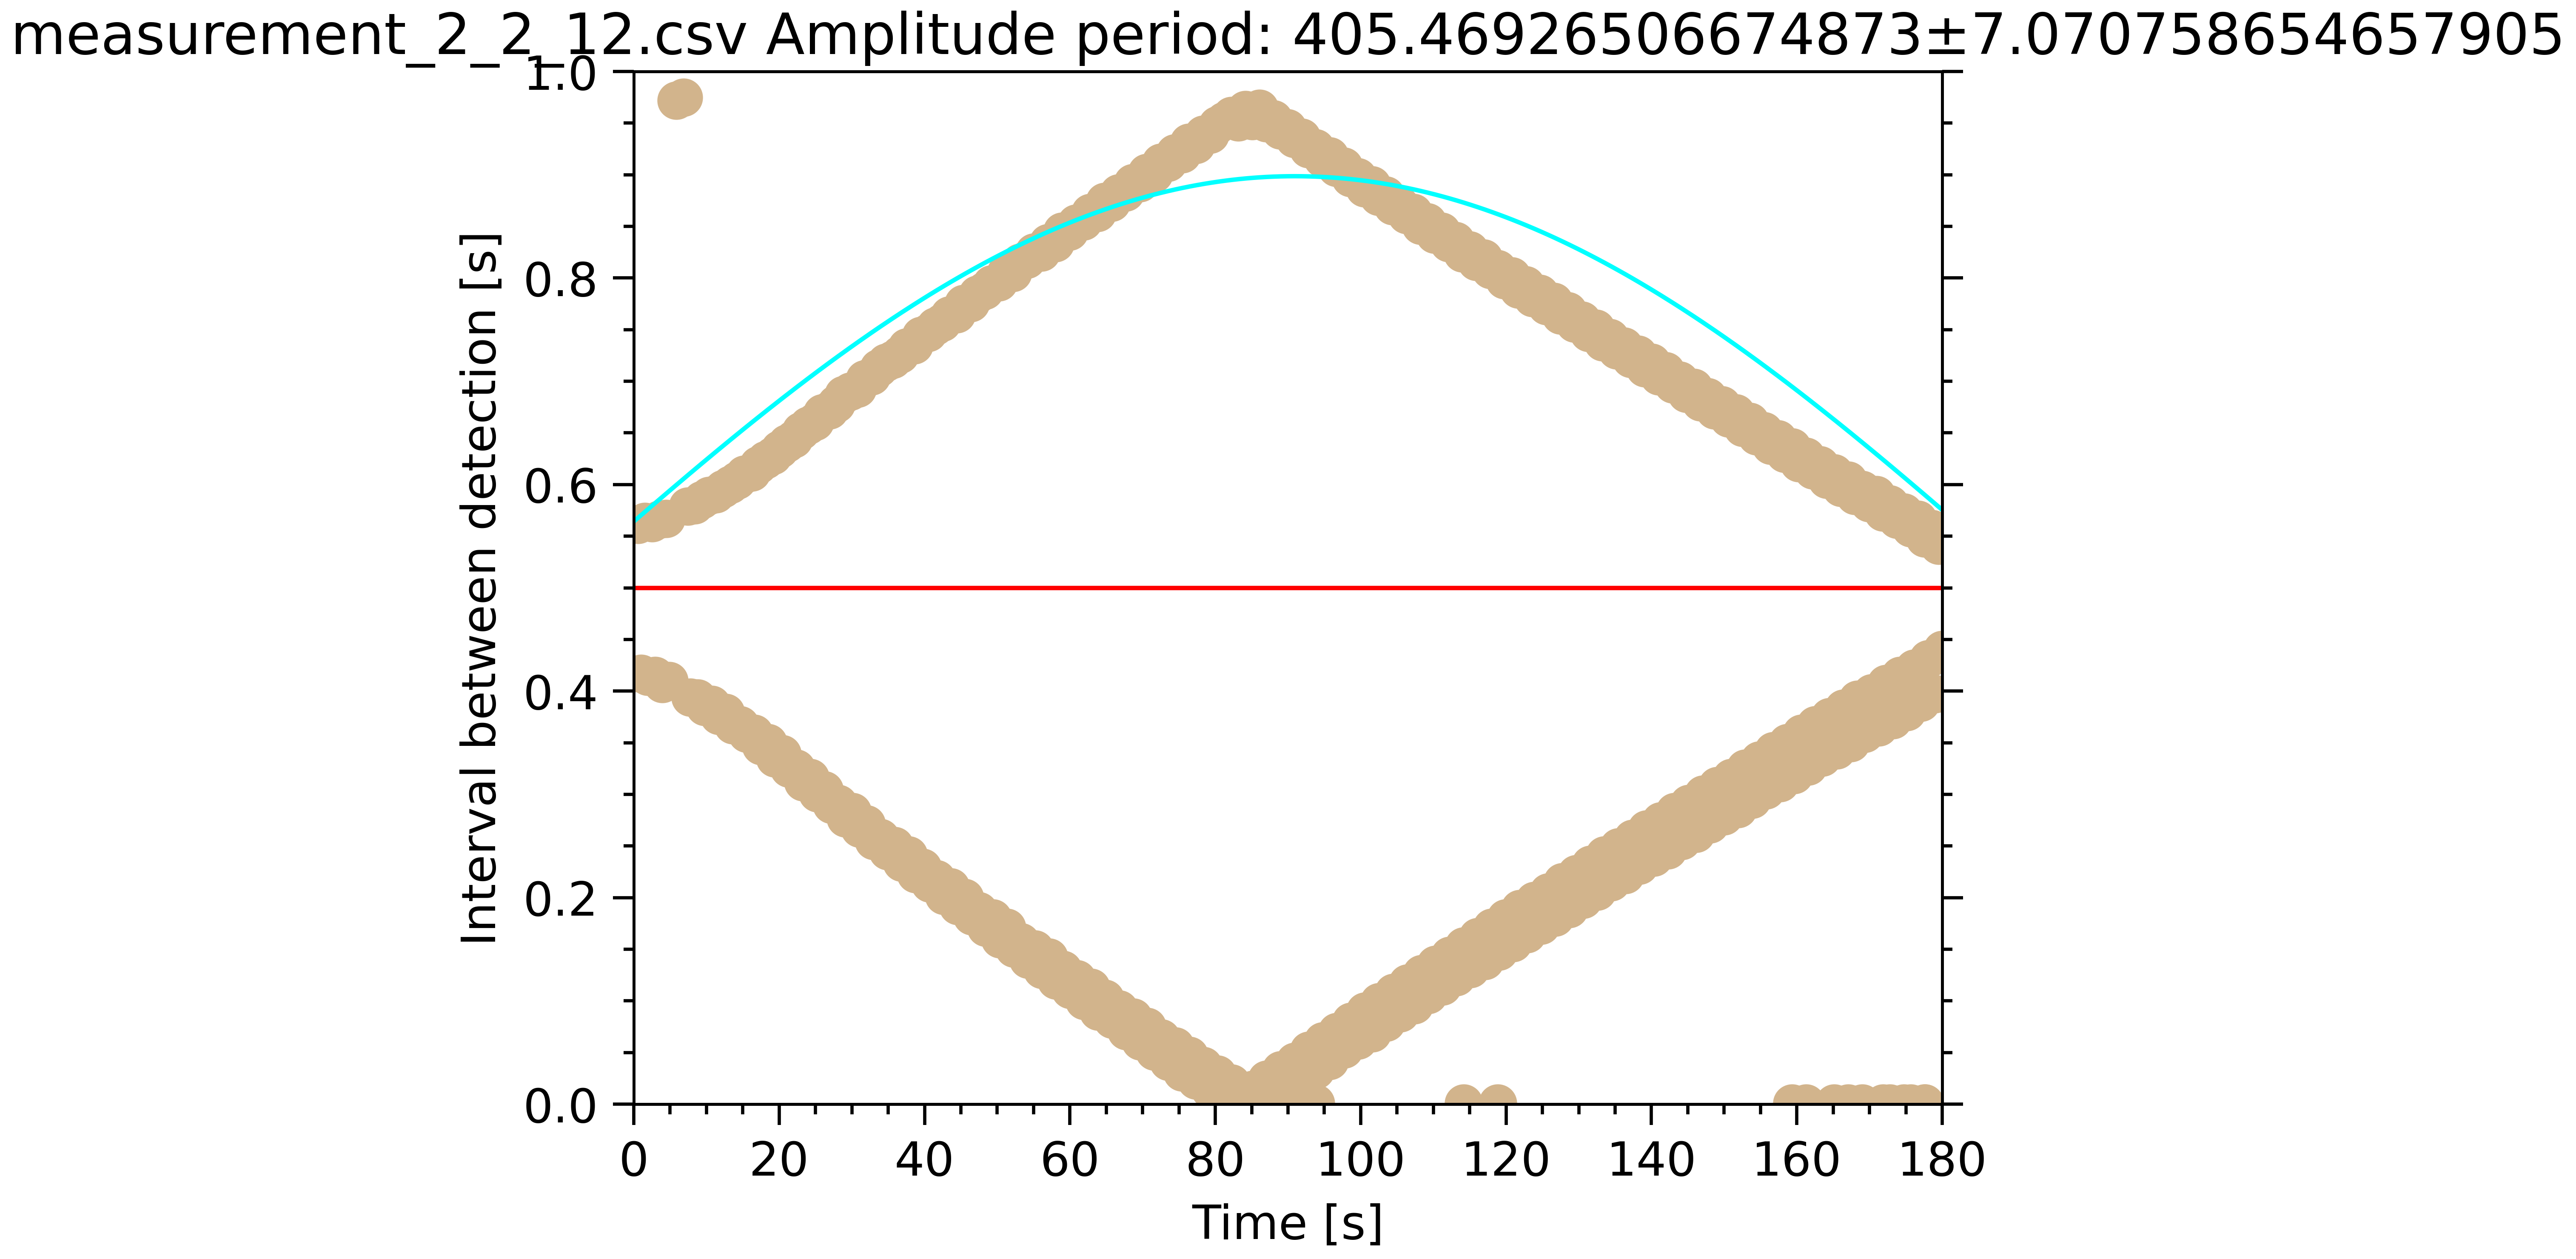 measurement_2_2_12.csv Amplitude period: 405.46926506674873±7.070758654657905
1.0
0.8
0.6
0.4
0.2
0.0
Interval between detection [s]
0 20 40 60 80 100 120 140 160 180
Time [s]